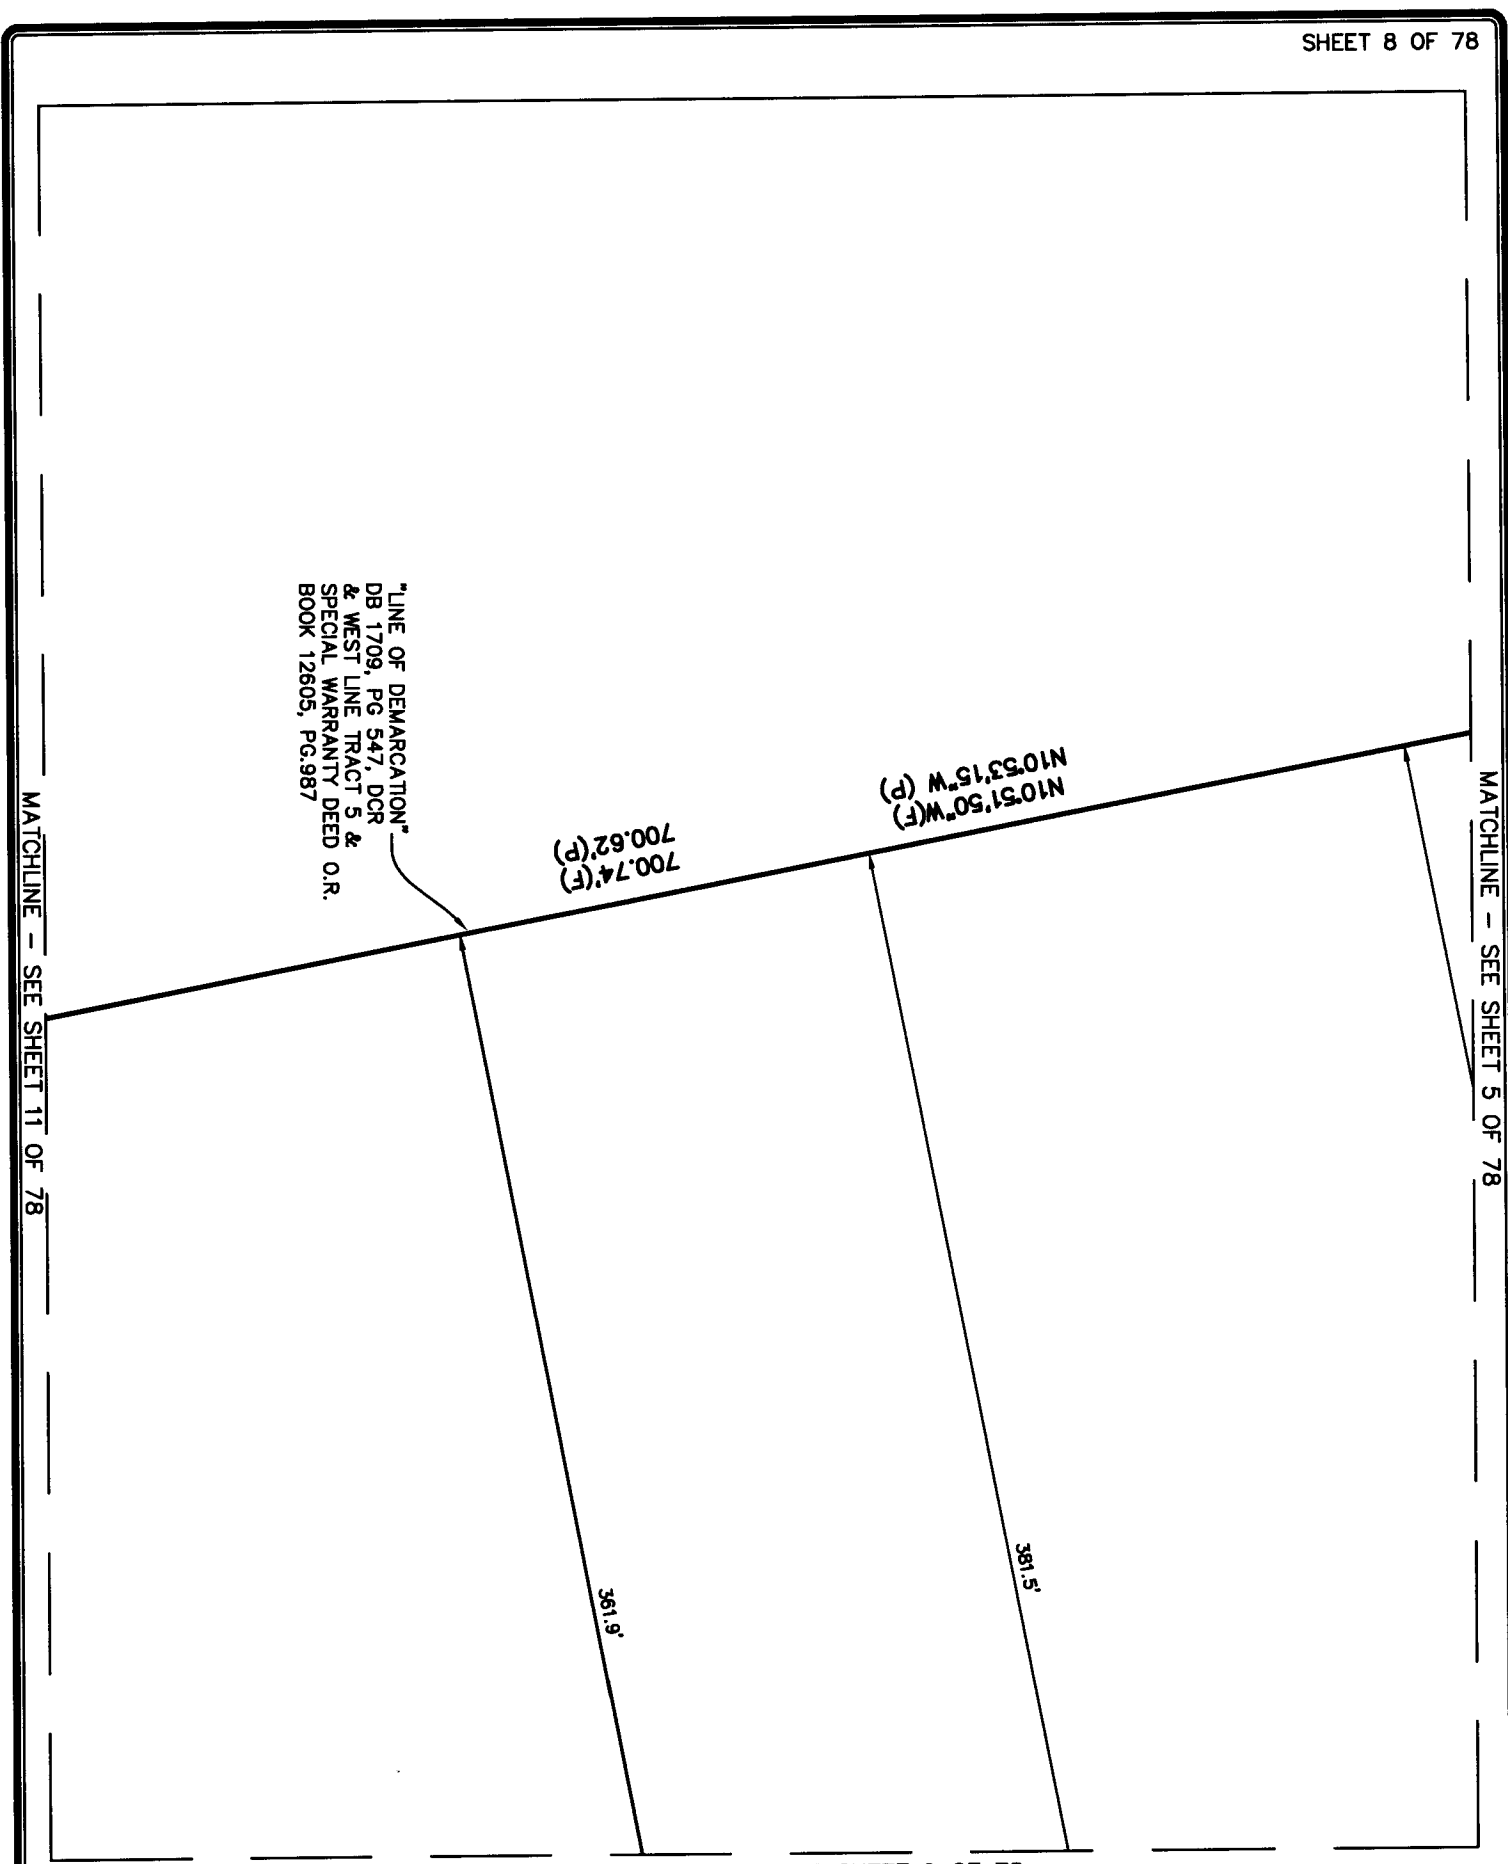 SHEET 8 OF 78
MATCHLINE - SEE SHEET 5 OF 78
N10°53'15"W (P)
N10°51'50"W(F)
700.62'(P)
700.74'(F)
"LINE OF DEMARCATION"
DB 1709, PG 547, DCR
& WEST LINE TRACT 5 &
SPECIAL WARRANTY DEED O.R.
BOOK 12605, PG.987
381.5'
361.9'
MATCHLINE - SEE SHEET 11 OF 78